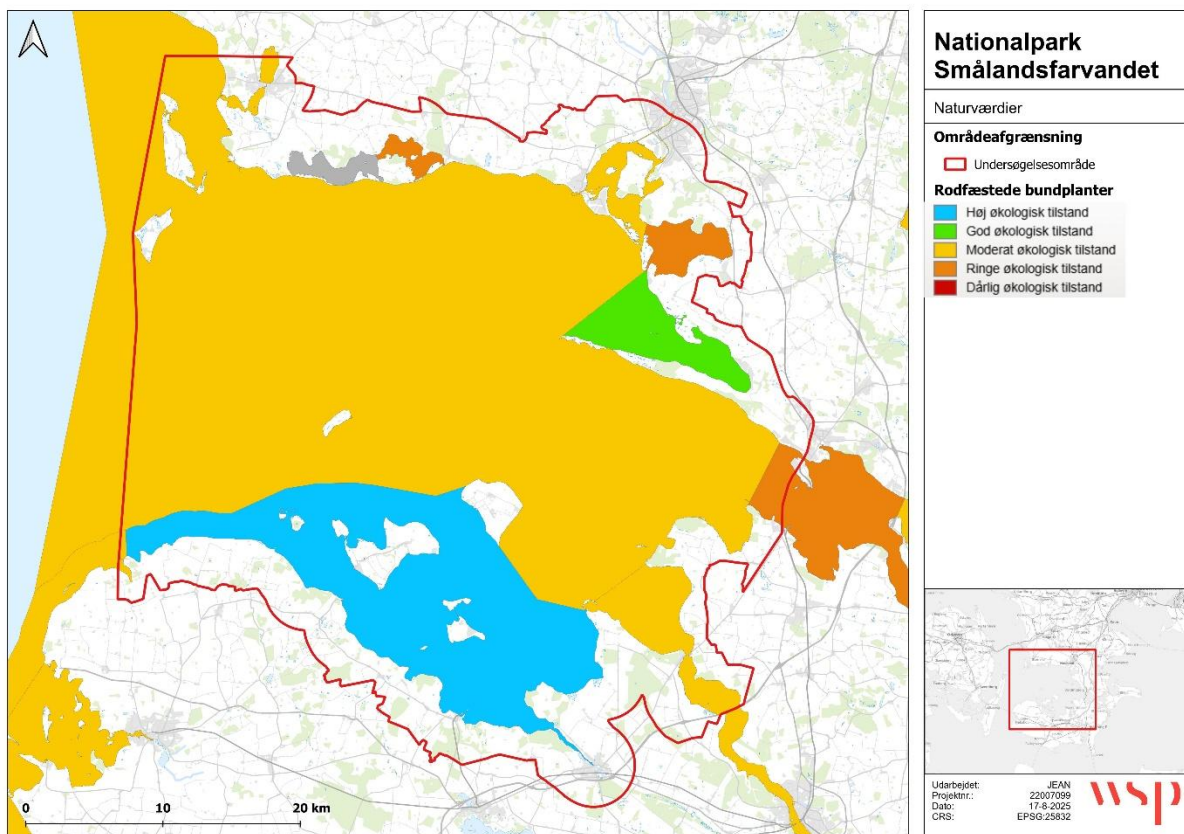 Nationalpark
Smålandsfarvandet
Naturværdier
Områdeafgrænsning
Undersøgelsesområde
Rodfæstede bundplanter
Høj økologisk tilstand
God økologisk tilstand
Moderat økologisk tilstand
Ringe økologisk tilstand
Dårlig økologisk tilstand
0 10 20 km
Udarbejdet: JEAN
Projektnr.: 22007099
Dato: 17-8-2025
CRS: EPSG:25832
wsp